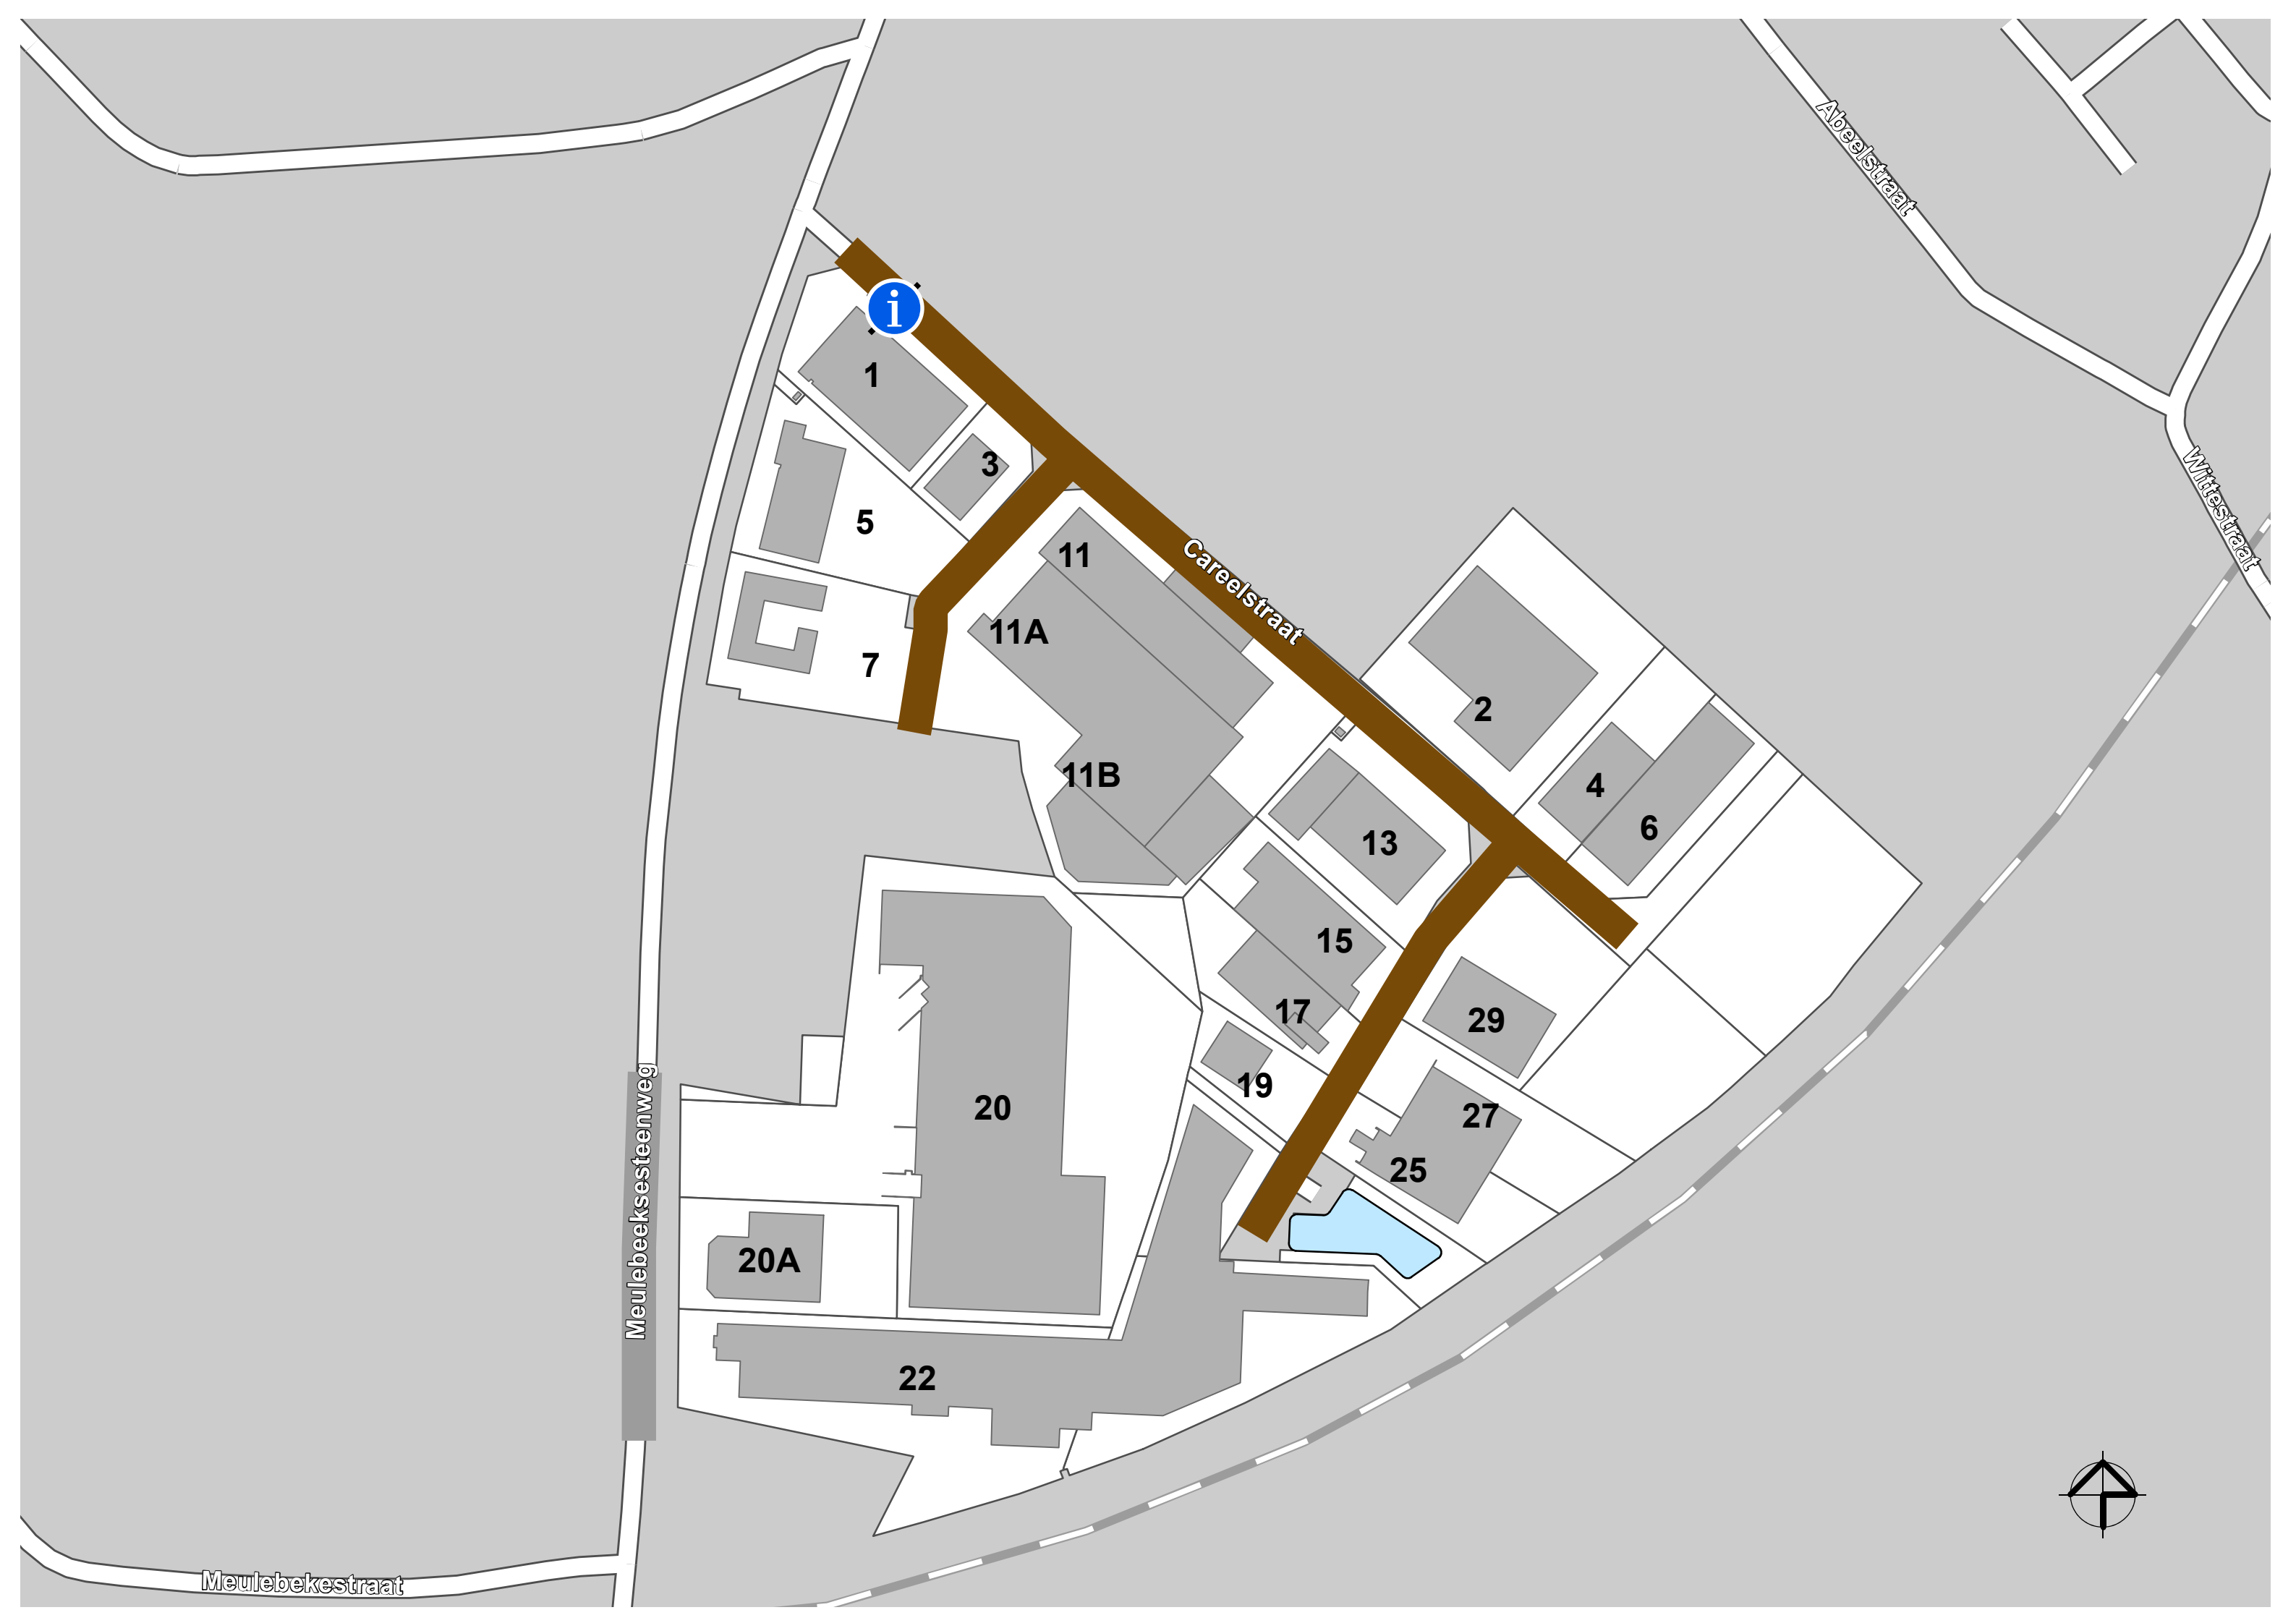 Abeelstraat
i
1
3
Wittestraat
5
11
Careelstraat
11A
7
2
11B
4
6
13
15
17
29
19
20
27
25
Meulebeeksesteenweg
20A
22
Meulebekestraat